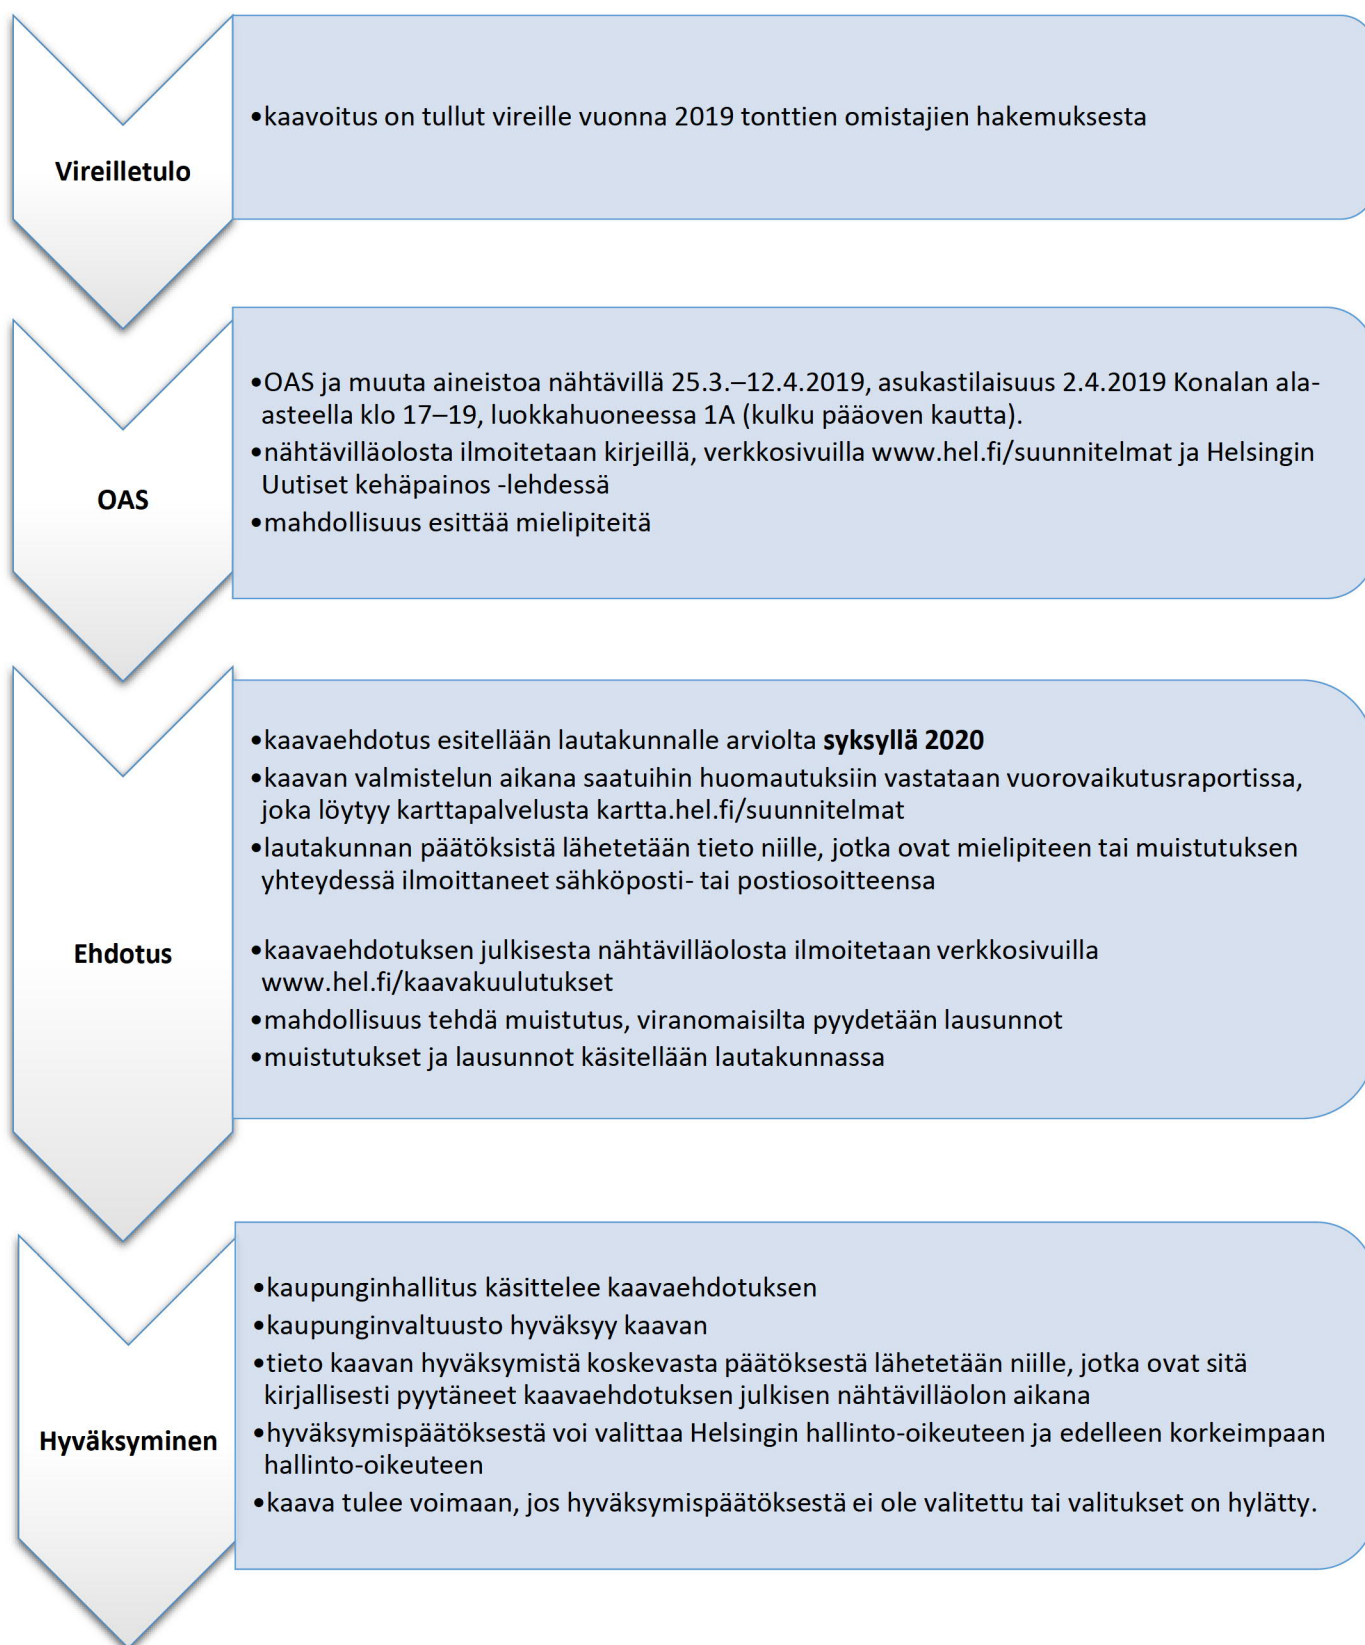 Vireilletulo
•kaavoitus on tullut vireille vuonna 2019 tonttien omistajien hakemuksesta
OAS
•OAS ja muuta aineistoa nähtävillä 25.3.–12.4.2019, asukastilaisuus 2.4.2019 Konalan ala-
asteella klo 17–19, luokkahuoneessa 1A (kulku pääoven kautta).
•nähtävilläolosta ilmoitetaan kirjeillä, verkkosivuilla www.hel.fi/suunnitelmat ja Helsingin
Uutiset kehäpainos -lehdessä
•mahdollisuus esittää mielipiteitä
Ehdotus
•kaavaehdotus esitellään lautakunnalle arviolta syksyllä 2020
•kaavan valmistelun aikana saatuihin huomautuksiin vastataan vuorovaikutusraportissa,
joka löytyy karttapalvelusta kartta.hel.fi/suunnitelmat
•lautakunnan päätöksistä lähetetään tieto niille, jotka ovat mielipiteen tai muistutuksen
yhteydessä ilmoittaneet sähköposti- tai postiosoitteensa
•kaavaehdotuksen julkisesta nähtävilläolosta ilmoitetaan verkkosivuilla
www.hel.fi/kaavakuulutukset
•mahdollisuus tehdä muistutus, viranomaisilta pyydetään lausunnot
•muistutukset ja lausunnot käsitellään lautakunnassa
Hyväksyminen
•kaupunginhallitus käsittelee kaavaehdotuksen
•kaupunginvaltuusto hyväksyy kaavan
•tieto kaavan hyväksymistä koskevasta päätöksestä lähetetään niille, jotka ovat sitä
kirjallisesti pyytäneet kaavaehdotuksen julkisen nähtävilläolon aikana
•hyväksymispäätöksestä voi valittaa Helsingin hallinto-oikeuteen ja edelleen korkeimpaan
hallinto-oikeuteen
•kaava tulee voimaan, jos hyväksymispäätöksestä ei ole valitettu tai valitukset on hylätty.